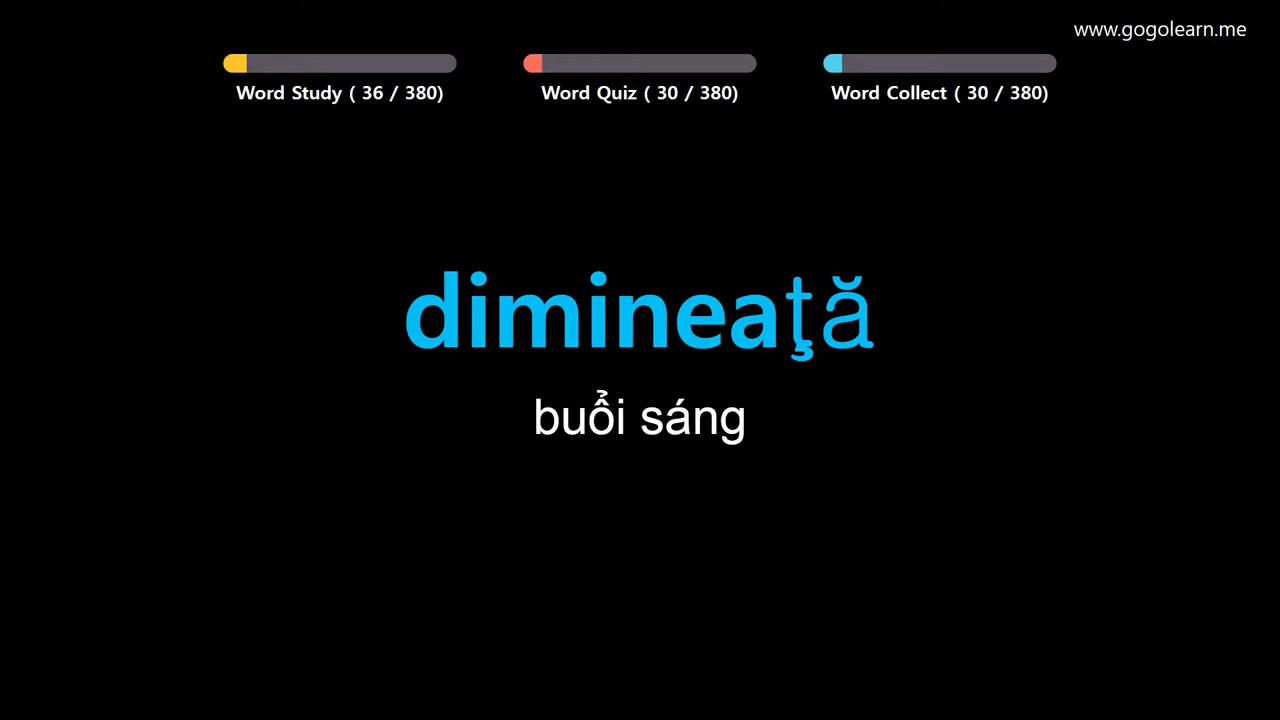 www.gogolearn.me
Word Study ( 36 / 380)
Word Quiz ( 30 / 380)
Word Collect ( 30 / 380)
dimineaţă
buổi sáng